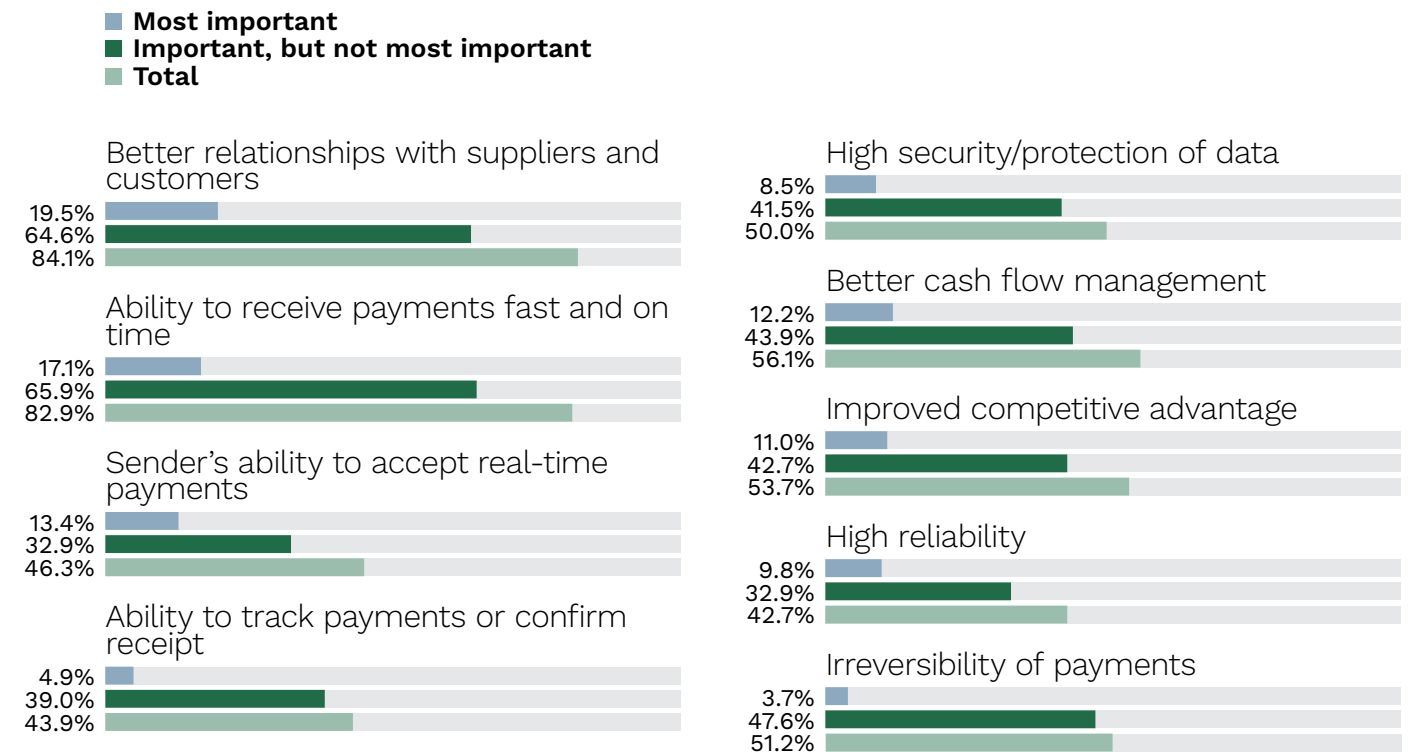 Most important
Important, but not most important
Total
Better relationships with suppliers and
customers
19.5%
64.6%
84.1%
Ability to receive payments fast and on
time
17.1%
65.9%
82.9%
Sender’s ability to accept real-time
payments
13.4%
32.9%
46.3%
Ability to track payments or confirm
receipt
4.9%
39.0%
43.9%
High security/protection of data
8.5%
41.5%
50.0%
Better cash flow management
12.2%
43.9%
56.1%
Improved competitive advantage
11.0%
42.7%
53.7%
High reliability
9.8%
32.9%
42.7%
Irreversibility of payments
3.7%
47.6%
51.2%